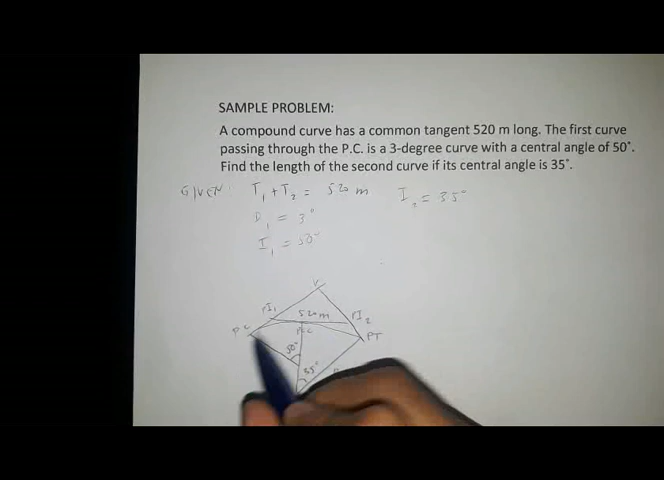 SAMPLE PROBLEM:
A compound curve has a common tangent 520 m long. The first curve
passing through the P.C. is a 3-degree curve with a central angle of 50°.
Find the length of the second curve if its central angle is 35°.
GIVEN: T₁ + T₂ = 520 m I₂ = 35°
D₁ = 3°
I₁ = 50°
V
PI₁ 520m PI₂
PC PCC PT
50°
35°